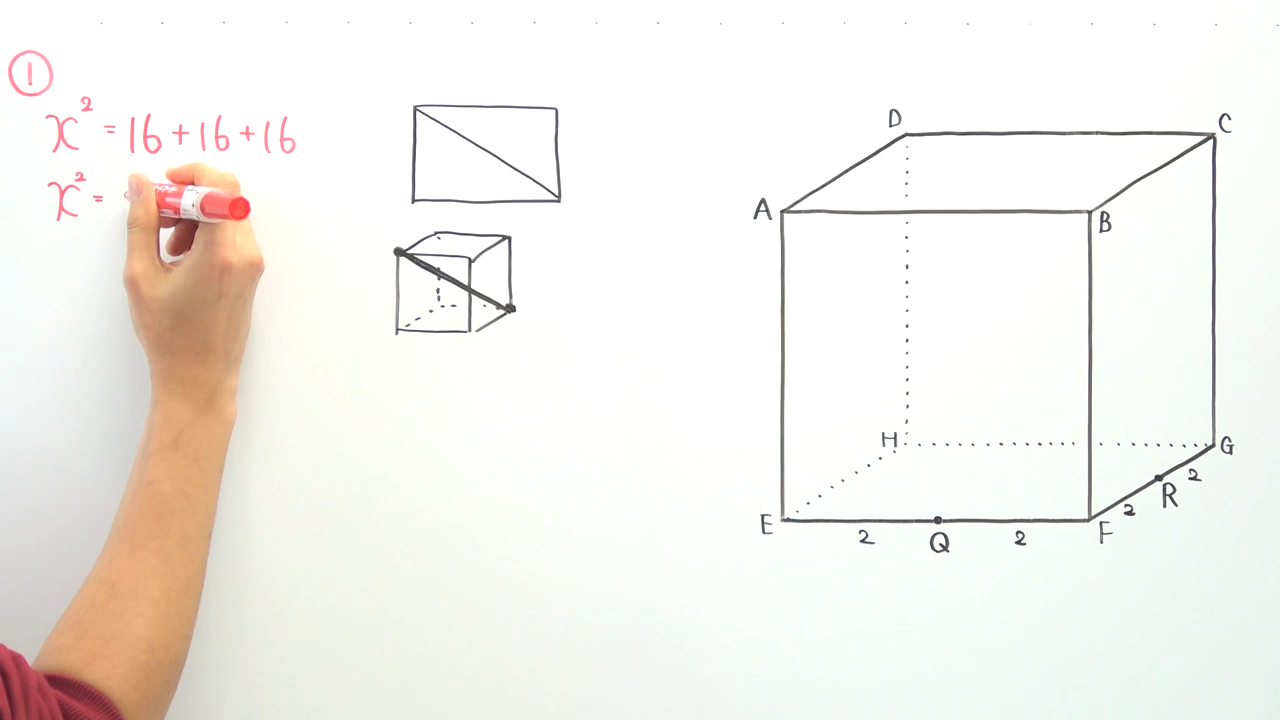 ①
x² = 16 + 16 + 16
x² =
D
C
A
B
H
G
2
R
2
E
F
2
Q
2